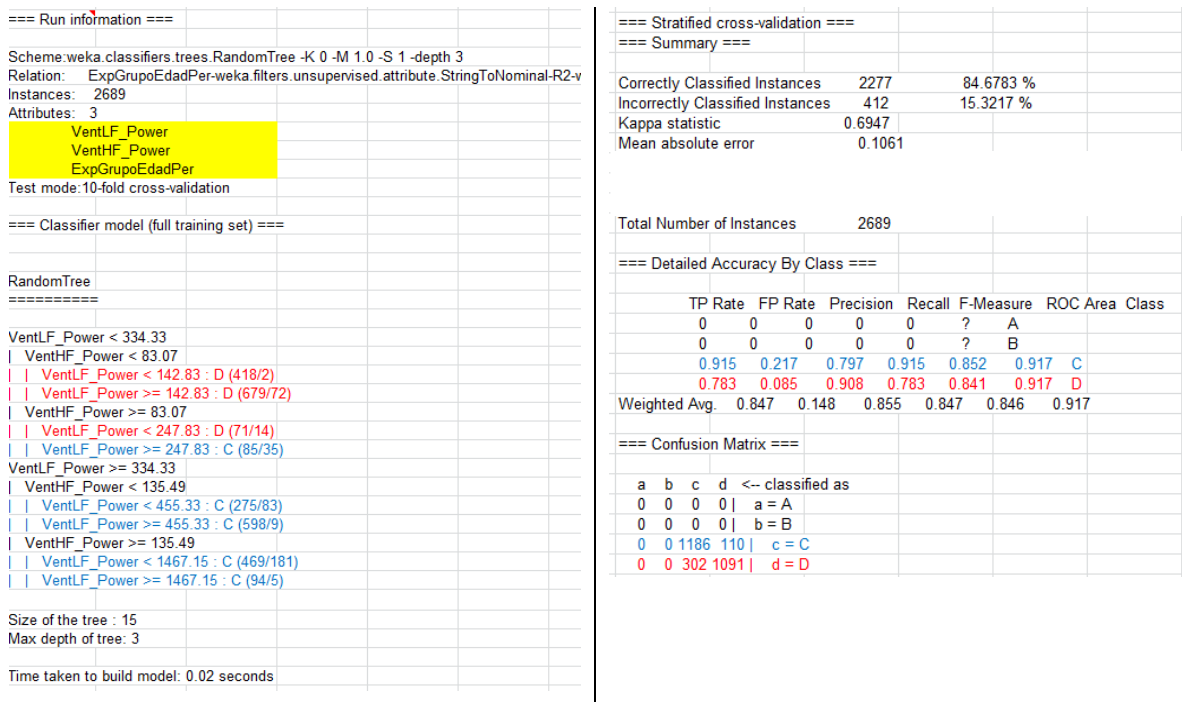 === Run information ===
Scheme:weka.classifiers.trees.RandomTree -K 0 -M 1.0 -S 1 -depth 3
Relation: ExpGrupoEdadPer-weka.filters.unsupervised.attribute.StringToNominal-R2-w
Instances: 2689
Attributes: 3
VentLF_Power
VentHF_Power
ExpGrupoEdadPer
Test mode:10-fold cross-validation
=== Classifier model (full training set) ===
RandomTree
==========
VentLF_Power < 334.33
| VentHF_Power < 83.07
| | VentLF_Power < 142.83 : D (418/2)
| | VentLF_Power >= 142.83 : D (679/72)
| VentHF_Power >= 83.07
| | VentLF_Power < 247.83 : D (71/14)
| | VentLF_Power >= 247.83 : C (85/35)
VentLF_Power >= 334.33
| VentHF_Power < 135.49
| | VentLF_Power < 455.33 : C (275/83)
| | VentLF_Power >= 455.33 : C (598/9)
| VentHF_Power >= 135.49
| | VentLF_Power < 1467.15 : C (469/181)
| | VentLF_Power >= 1467.15 : C (94/5)
Size of the tree : 15
Max depth of tree: 3
Time taken to build model: 0.02 seconds
=== Stratified cross-validation ===
=== Summary ===
Correctly Classified Instances 2277 84.6783 %
Incorrectly Classified Instances 412 15.3217 %
Kappa statistic 0.6947
Mean absolute error 0.1061
Total Number of Instances 2689
=== Detailed Accuracy By Class ===
TP Rate FP Rate Precision Recall F-Measure ROC Area Class
0 0 0 0 0 ? A
0 0 0 0 0 ? B
0.915 0.217 0.797 0.915 0.852 0.917 C
0.783 0.085 0.908 0.783 0.841 0.917 D
Weighted Avg. 0.847 0.148 0.855 0.847 0.846 0.917
=== Confusion Matrix ===
a b c d <-- classified as
0 0 0 0 | a = A
0 0 0 0 | b = B
0 0 1186 110 | c = C
0 0 302 1091 | d = D